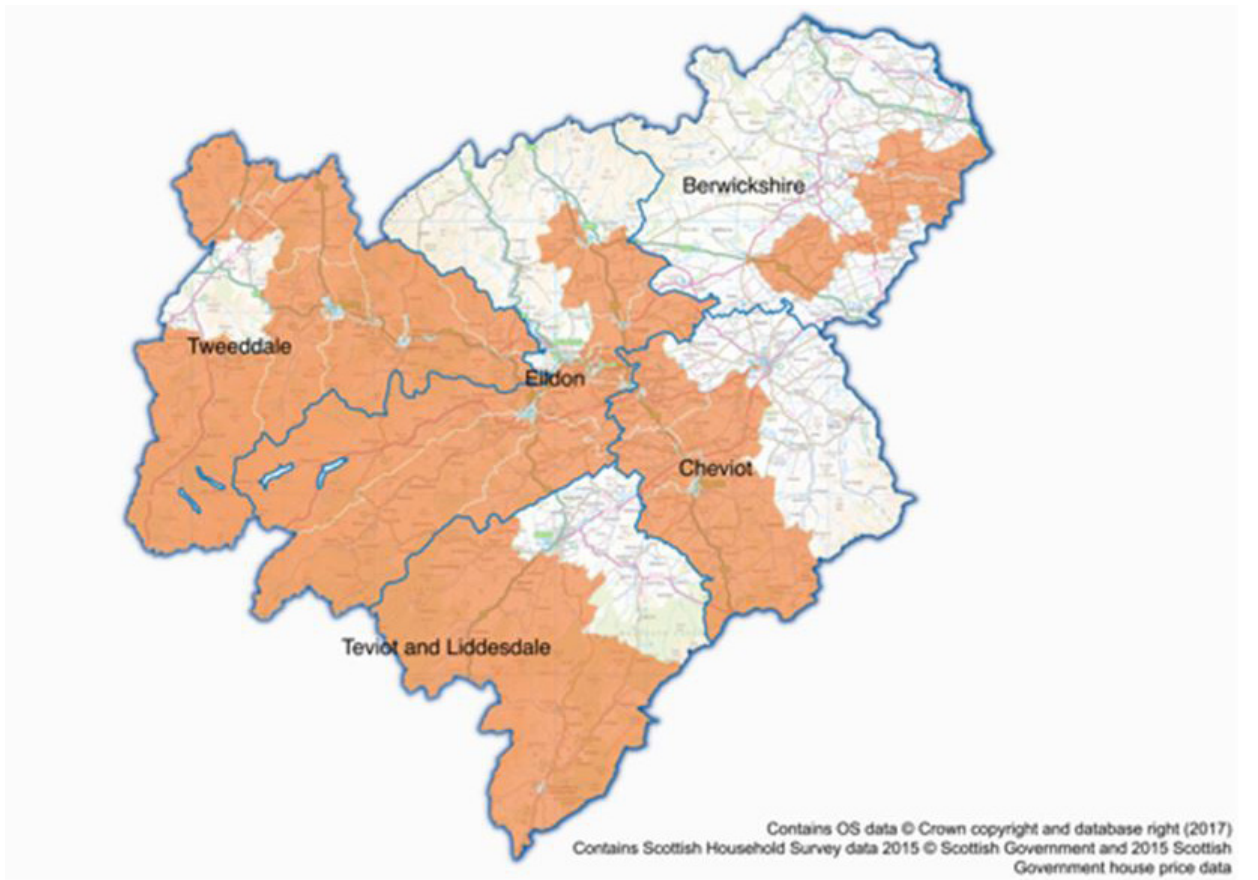 Berwickshire
Tweeddale
Eildon
Cheviot
Teviot and Liddesdale
Contains OS data © Crown copyright and database right (2017)
Contains Scottish Household Survey data 2015 © Scottish Government and 2015 Scottish
Government house price data